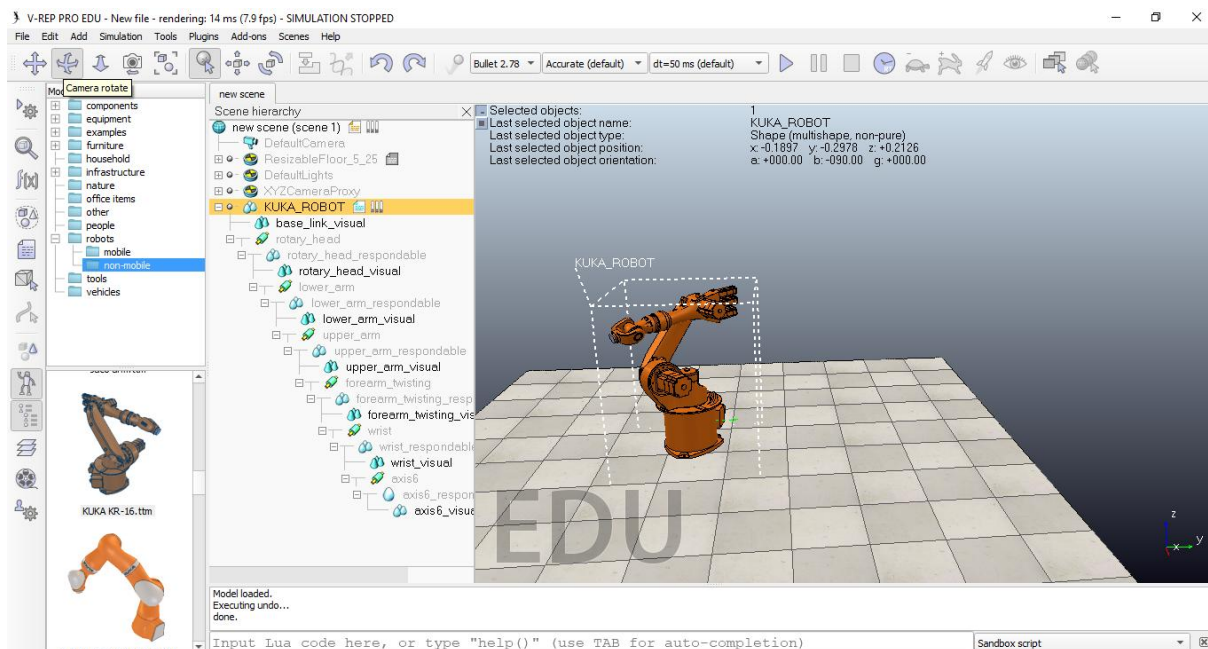 V-REP PRO EDU - New file - rendering: 14 ms (7.9 fps) - SIMULATION STOPPED
File Edit Add Simulation Tools Plugins Add-ons Scenes Help
Bullet 2.78 Accurate (default) dt=50 ms (default)
Camera rotate
components
equipment
examples
furniture
household
infrastructure
nature
office items
other
people
robots
mobile
non-mobile
tools
vehicles
KUKA KR-16.ttm
new scene
Scene hierarchy
new scene (scene 1)
DefaultCamera
ResizableFloor_5_25
DefaultLights
XYZCameraProxy
KUKA_ROBOT
base_link_visual
rotary_head
rotary_head_respondable
rotary_head_visual
lower_arm
lower_arm_respondable
lower_arm_visual
upper_arm
upper_arm_respondable
upper_arm_visual
forearm_twisting
forearm_twisting_resp
forearm_twisting_vis
wrist
wrist_respondabl
wrist_visual
axis6
axis6_respon
axis6_visua
Selected objects: 1
Last selected object name: KUKA_ROBOT
Last selected object type: Shape (multishape, non-pure)
Last selected object position: x: -0.1897 y: -0.2978 z: +0.2126
Last selected object orientation: a: +000.00 b: -090.00 g: +000.00
KUKA_ROBOT
EDU
z
x y
Model loaded.
Executing undo...
done.
Input Lua code here, or type "help()" (use TAB for auto-completion) Sandbox script